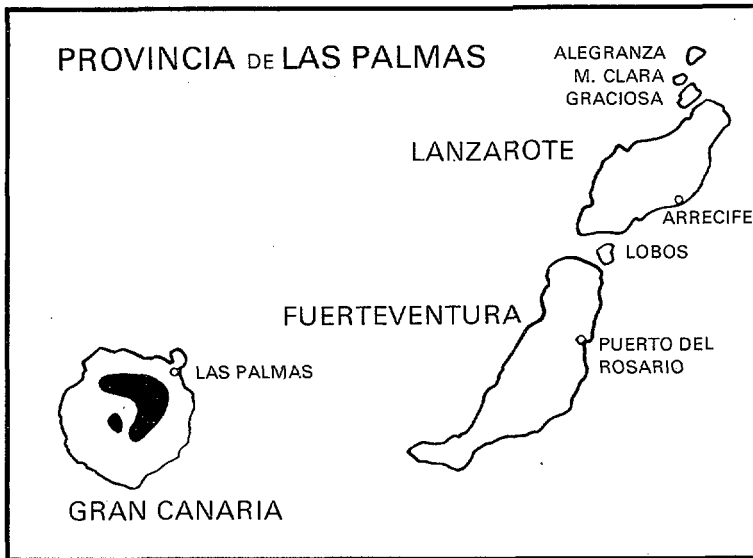 PROVINCIA DE LAS PALMAS
ALEGRANZA
M. CLARA
GRACIOSA
LANZAROTE
ARRECIFE
LOBOS
FUERTEVENTURA
PUERTO DEL
ROSARIO
LAS PALMAS
GRAN CANARIA